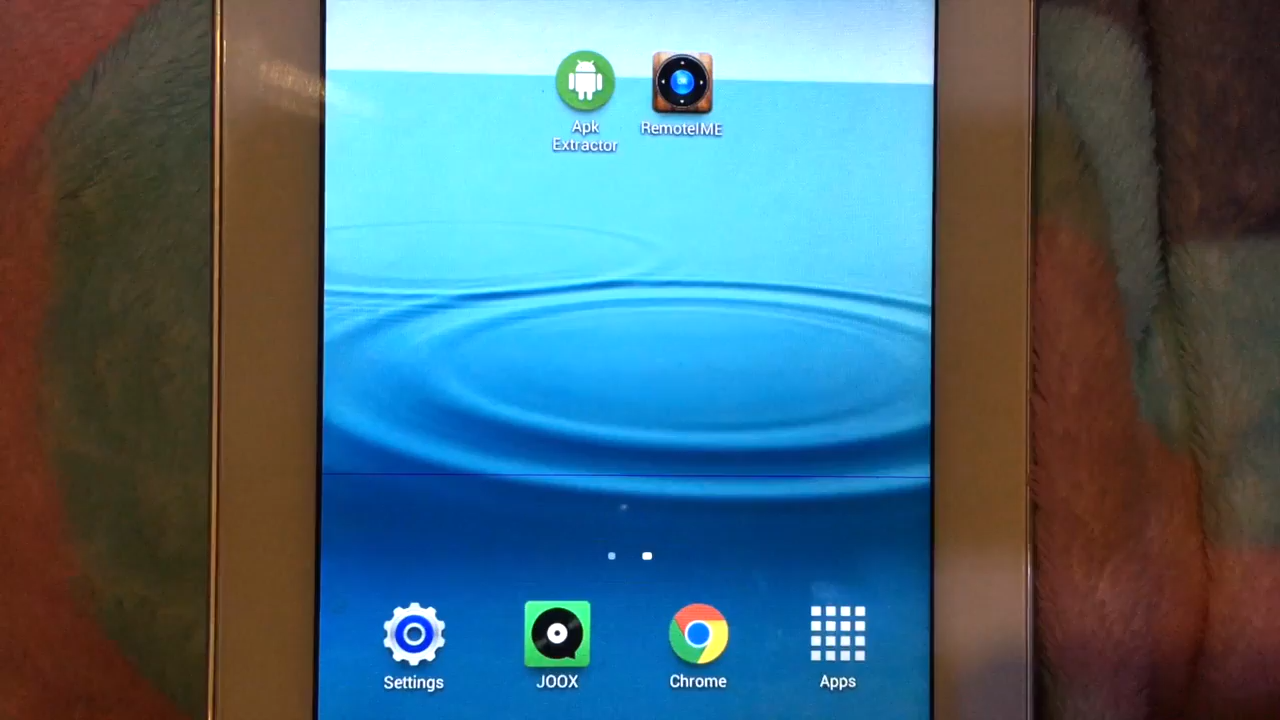 Apk
Extractor
RemoteIME
Settings
JOOX
Chrome
Apps